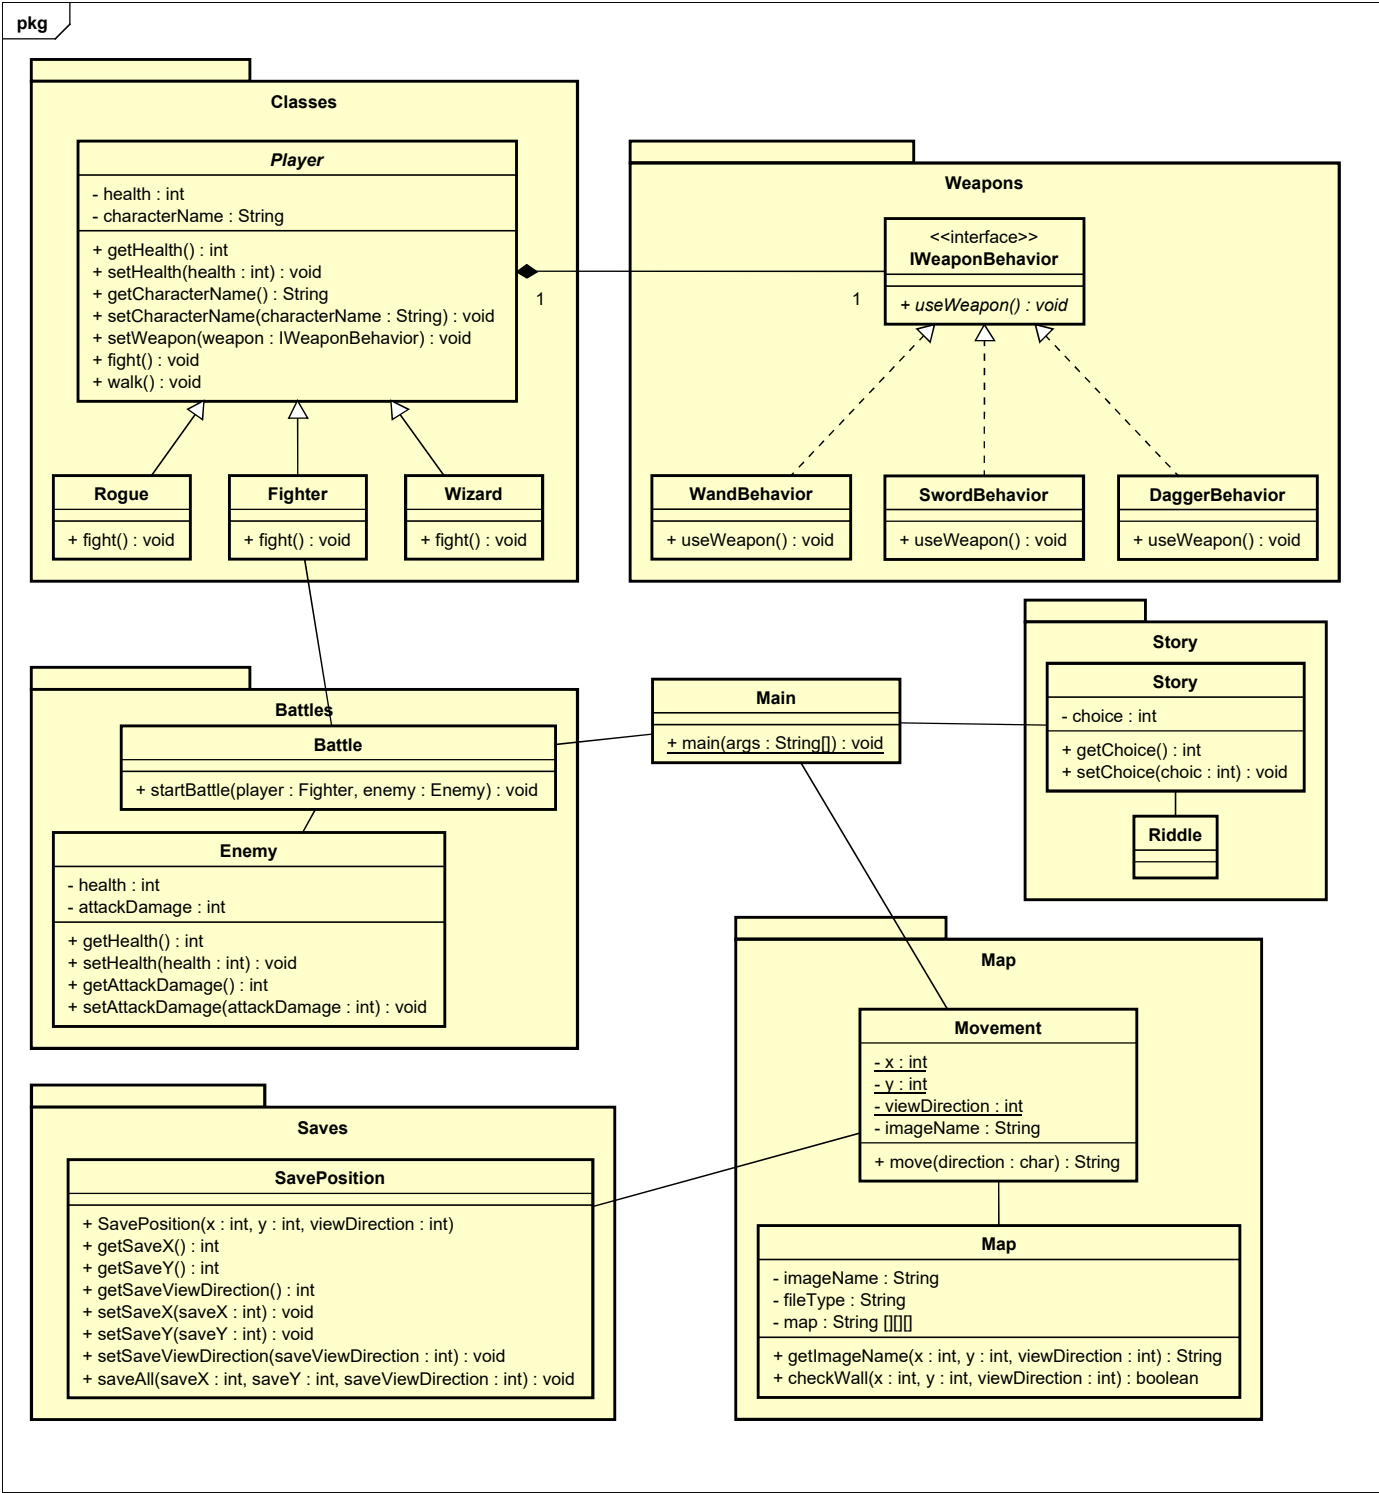 pkg
Classes
Player
- health : int
- characterName : String
+ getHealth() : int
+ setHealth(health : int) : void
+ getCharacterName() : String
+ setCharacterName(characterName : String) : void
+ setWeapon(weapon : IWeaponBehavior) : void
+ fight() : void
+ walk() : void
1
1
Rogue
+ fight() : void
Fighter
+ fight() : void
Wizard
+ fight() : void
Weapons
<<interface>>
IWeaponBehavior
+ useWeapon() : void
WandBehavior
+ useWeapon() : void
SwordBehavior
+ useWeapon() : void
DaggerBehavior
+ useWeapon() : void
Battles
Battle
+ startBattle(player : Fighter, enemy : Enemy) : void
Enemy
- health : int
- attackDamage : int
+ getHealth() : int
+ setHealth(health : int) : void
+ getAttackDamage() : int
+ setAttackDamage(attackDamage : int) : void
Main
+ main(args : String[]) : void
Story
Story
- choice : int
+ getChoice() : int
+ setChoice(choic : int) : void
Riddle
Map
Movement
- x : int
- y : int
- viewDirection : int
- imageName : String
+ move(direction : char) : String
Map
- imageName : String
- fileType : String
- map : String [][][]
+ getImageName(x : int, y : int, viewDirection : int) : String
+ checkWall(x : int, y : int, viewDirection : int) : boolean
Saves
SavePosition
+ SavePosition(x : int, y : int, viewDirection : int)
+ getSaveX() : int
+ getSaveY() : int
+ getSaveViewDirection() : int
+ setSaveX(saveX : int) : void
+ setSaveY(saveY : int) : void
+ setSaveViewDirection(saveViewDirection : int) : void
+ saveAll(saveX : int, saveY : int, saveViewDirection : int) : void